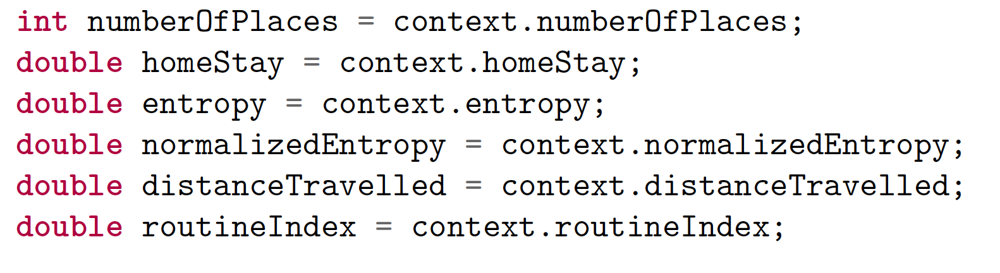 int numberOfPlaces = context.numberOfPlaces;
double homeStay = context.homeStay;
double entropy = context.entropy;
double normalizedEntropy = context.normalizedEntropy;
double distanceTravelled = context.distanceTravelled;
double routineIndex = context.routineIndex;